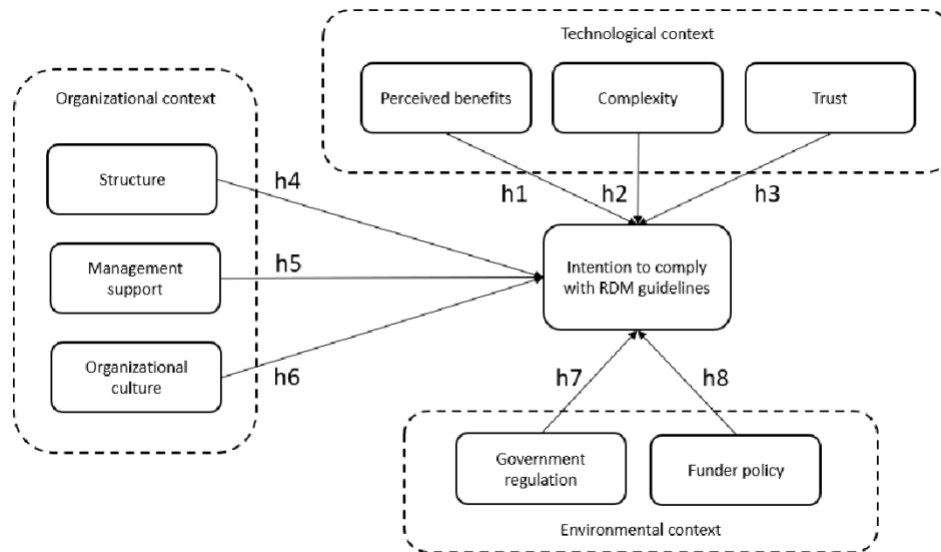 Technological context
Perceived benefits
Complexity
Trust
Organizational context
Structure
Management
support
Organizational
culture
h1
h2
h3
h4
h5
h6
Intention to comply
with RDM guidelines
h7
h8
Government
regulation
Funder policy
Environmental context